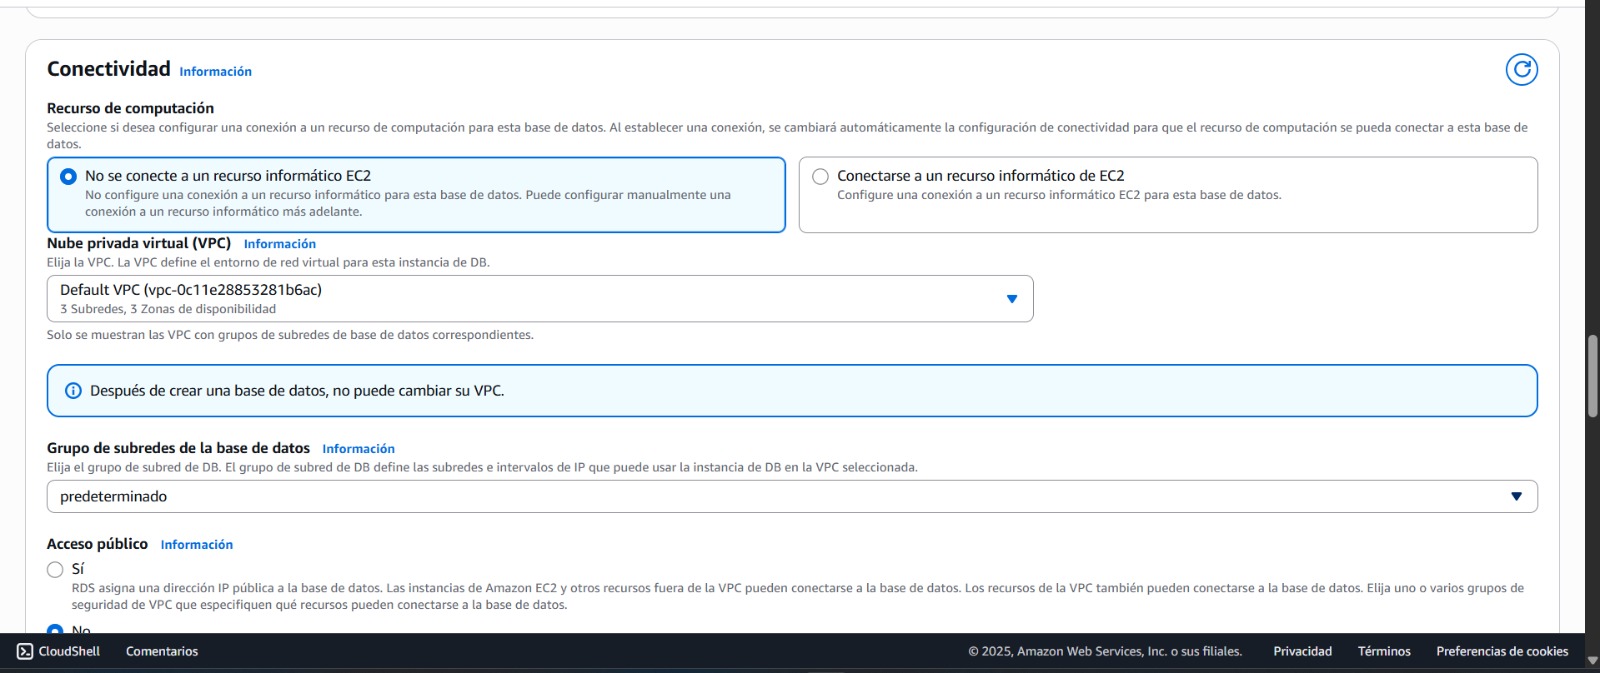 Conectividad Información
Recurso de computación
Seleccione si desea configurar una conexión a un recurso de computación para esta base de datos. Al establecer una conexión, se cambiará automáticamente la configuración de conectividad para que el recurso de computación se pueda conectar a esta base de
datos.
No se conecte a un recurso informático EC2
No configure una conexión a un recurso informático para esta base de datos. Puede configurar manualmente una
conexión a un recurso informático más adelante.
Conectarse a un recurso informático de EC2
Configure una conexión a un recurso informático EC2 para esta base de datos.
Nube privada virtual (VPC) Información
Elija la VPC. La VPC define el entorno de red virtual para esta instancia de DB.
Default VPC (vpc-0c11e28853281b6ac)
3 Subredes, 3 Zonas de disponibilidad
Solo se muestran las VPC con grupos de subredes de base de datos correspondientes.
Después de crear una base de datos, no puede cambiar su VPC.
Grupo de subredes de la base de datos Información
Elija el grupo de subred de DB. El grupo de subred de DB define las subredes e intervalos de IP que puede usar la instancia de DB en la VPC seleccionada.
predeterminado
Acceso público Información
Sí
RDS asigna una dirección IP pública a la base de datos. Las instancias de Amazon EC2 y otros recursos fuera de la VPC pueden conectarse a la base de datos. Los recursos de la VPC también pueden conectarse a la base de datos. Elija uno o varios grupos de
seguridad de VPC que especifiquen qué recursos pueden conectarse a la base de datos.
No
CloudShell Comentarios © 2025, Amazon Web Services, Inc. o sus filiales. Privacidad Términos Preferencias de cookies